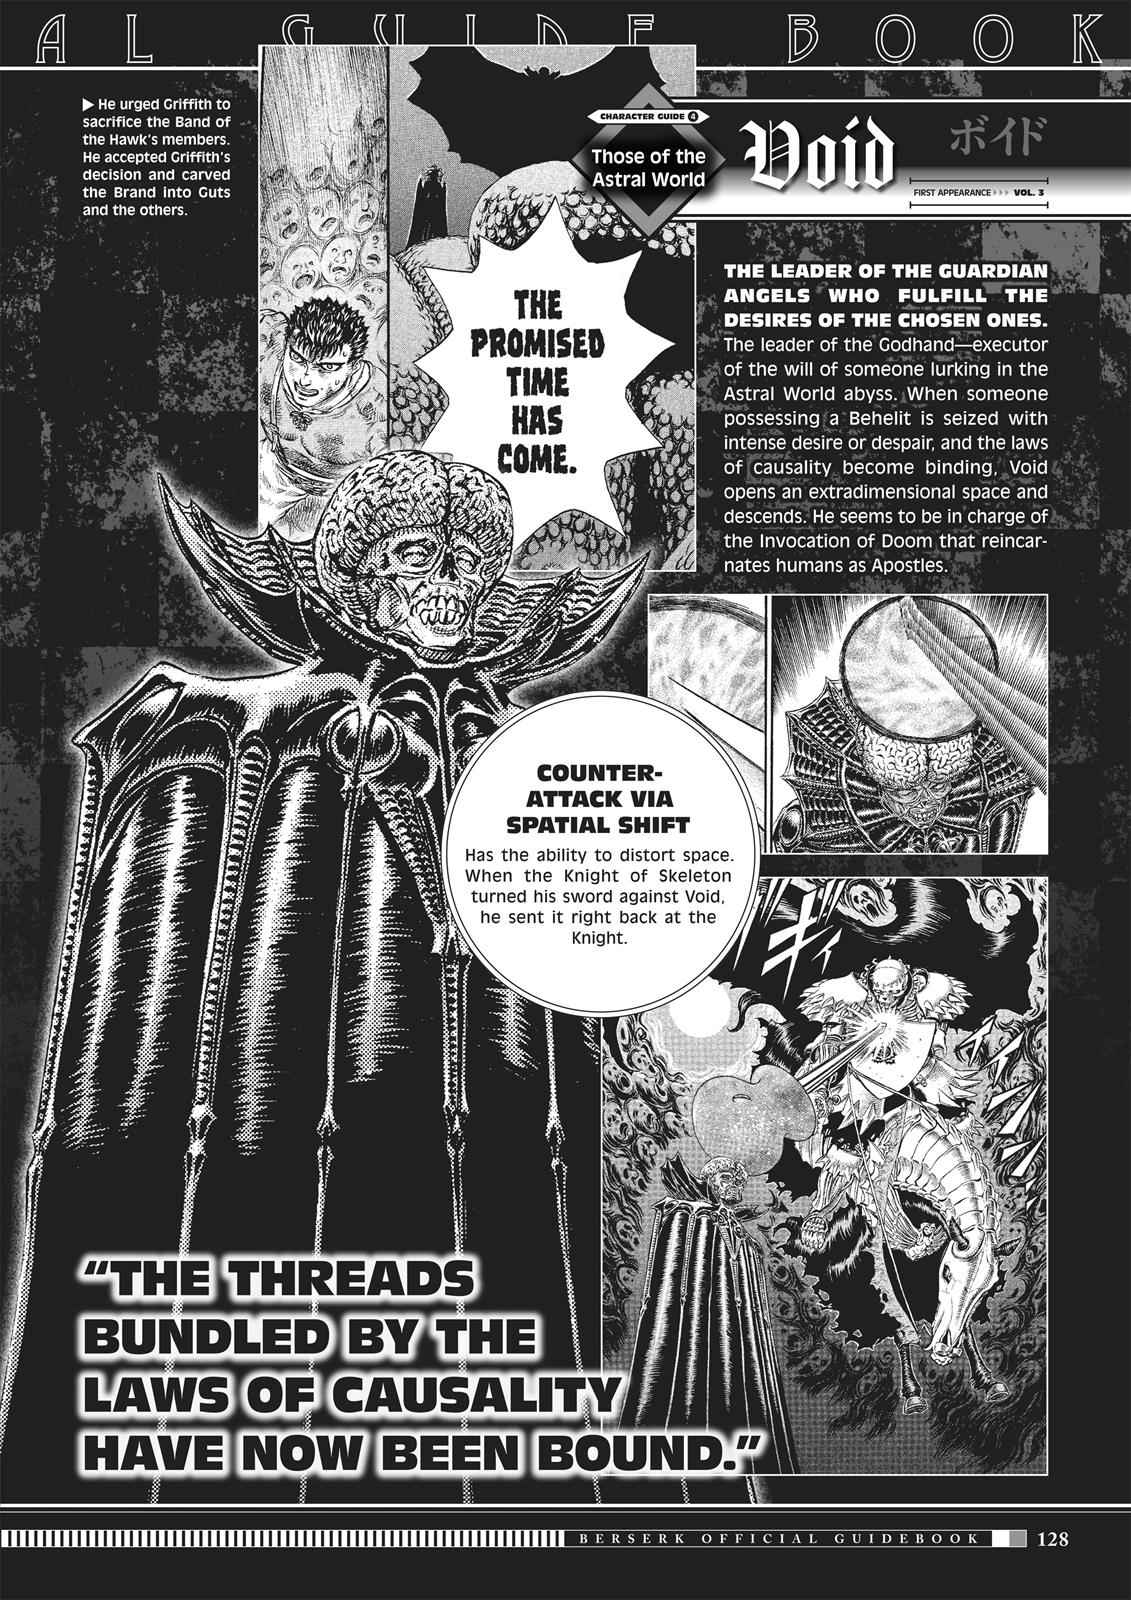 AL GUIDE BOOK
▶ He urged Griffith to
sacrifice the Band of
the Hawk's members.
He accepted Griffith's
decision and carved
the Brand into Guts
and the others.
CHARACTER GUIDE 4
Those of the
Astral World
Void
ボイド
FIRST APPEARANCE ››› VOL. 3
THE
PROMISED
TIME
HAS
COME.
THE LEADER OF THE GUARDIAN
ANGELS WHO FULFILL THE
DESIRES OF THE CHOSEN ONES.
The leader of the Godhand—executor
of the will of someone lurking in the
Astral World abyss. When someone
possessing a Behelit is seized with
intense desire or despair, and the laws
of causality become binding, Void
opens an extradimensional space and
descends. He seems to be in charge of
the Invocation of Doom that reincar-
nates humans as Apostles.
COUNTER-
ATTACK VIA
SPATIAL SHIFT
Has the ability to distort space.
When the Knight of Skeleton
turned his sword against Void,
he sent it right back at the
Knight.
“THE THREADS
BUNDLED BY THE
LAWS OF CAUSALITY
HAVE NOW BEEN BOUND.”
BERSERK OFFICIAL GUIDEBOOK 128